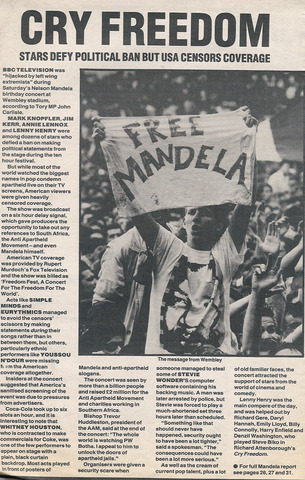 CRY FREEDOM
STARS DEFY POLITICAL BAN BUT USA CENSORS COVERAGE
BBC TELEVISION was
"hijacked by left wing
extremists" during
Saturday's Nelson Mandela
birthday concert at
Wembley stadium,
according to Tory MP John
Carlisle.
MARK KNOPFLER, JIM
KERR, ANNIE LENNOX
and LENNY HENRY were
among dozens of stars who
defied a ban on making
political statements from
the stage during the ten
hour festival.
But while most of the
world watched the biggest
names in pop condemn
apartheid live on their TV
screens, American viewers
were given heavily
censored coverage.
The show was broadcast
on a six hour delay signal,
which gave producers the
opportunity to take out any
references to South Africa,
the Anti Apartheid
Movement – and even
Mandela himself.
American TV coverage
was provided by Rupert
Murdoch's Fox Television
and the show was billed as
'Freedom Fest, A Concert
For The Freedom For The
World'.
Acts like SIMPLE
MINDS and
EURYTHMICS managed
to avoid the censors'
scissors by making
statements during their
songs rather than in
between them, but others,
particularly ethnic
performers like YOUSSOU
N'DOUR were missing
from the American coverage
altogether.
Insiders at the concert
suggested that America's
sanitised screening of the
event was due to pressures
from advertisers.
Coca-Cola took up to six
slots an hour, and it is
interesting to note that
WHITNEY HOUSTON,
who is contracted to make
commercials for Coke, was
one of the few performers to
appear on stage with a
plain, black curtain
backdrop. Most acts played
in front of posters of
FREE
MANDELA
The message from Wembley
Mandela and anti-apartheid
slogans.
The concert was seen by
more than a billion people
and raised £2 million for the
Anti Apartheid Movement
and charities working in
Southern Africa.
Bishop Trevor
Huddleston, president of
the AAM, said at the end of
the concert: "The whole
world is watching PW
Botha. I appeal to him to
unlock the doors of
apartheid jails."
Organisers were given a
security scare when
someone managed to steal
some of STEVIE
WONDER'S computer
software containing his
backing music. A man was
later arrested by police, but
Stevie was forced to play a
much-shortened set three
hours later than scheduled.
"Something like that
should never have
happened, security ought
to have been a lot tighter,"
said a spokesman. "The
consequences could have
been a lot more serious."
As well as the cream of
current pop talent, plus a lot
of old familiar faces, the
concert attracted the
support of stars from the
world of cinema and
comedy.
Lenny Henry was the
main compere of the day,
and was helped out by
Richard Gere, Daryl
Hannah, Emily Lloyd, Billy
Connolly, Harry Enfield and
Denzil Washington, who
played Steve Biko in
Richard Attenborough's Cry
Freedom.
● For full Mandela report
see pages 26, 27 and 31.